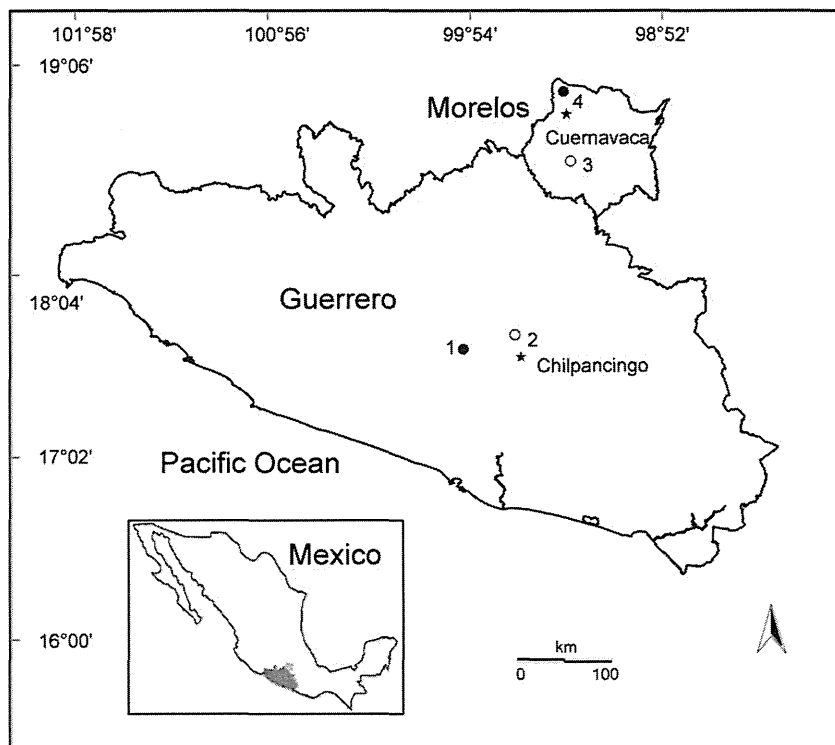 101°58' 100°56' 99°54' 98°52'
19°06'
Morelos
4
Cuernavaca
3
18°04'
Guerrero
1
2
Chilpancingo
17°02'
Pacific Ocean
Mexico
16°00'
km
0 100